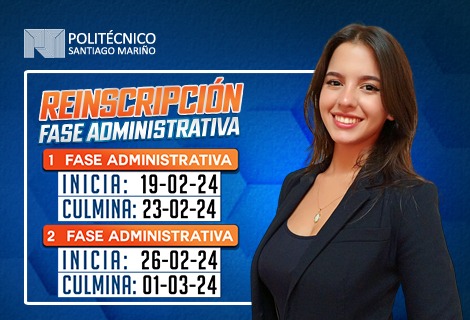 POLITÉCNICO
SANTIAGO MARIÑO
REINSCRIPCIÓN
FASE ADMINISTRATIVA
1 FASE ADMINISTRATIVA
INICIA: 19-02-24
CULMINA: 23-02-24
2 FASE ADMINISTRATIVA
INICIA: 26-02-24
CULMINA: 01-03-24